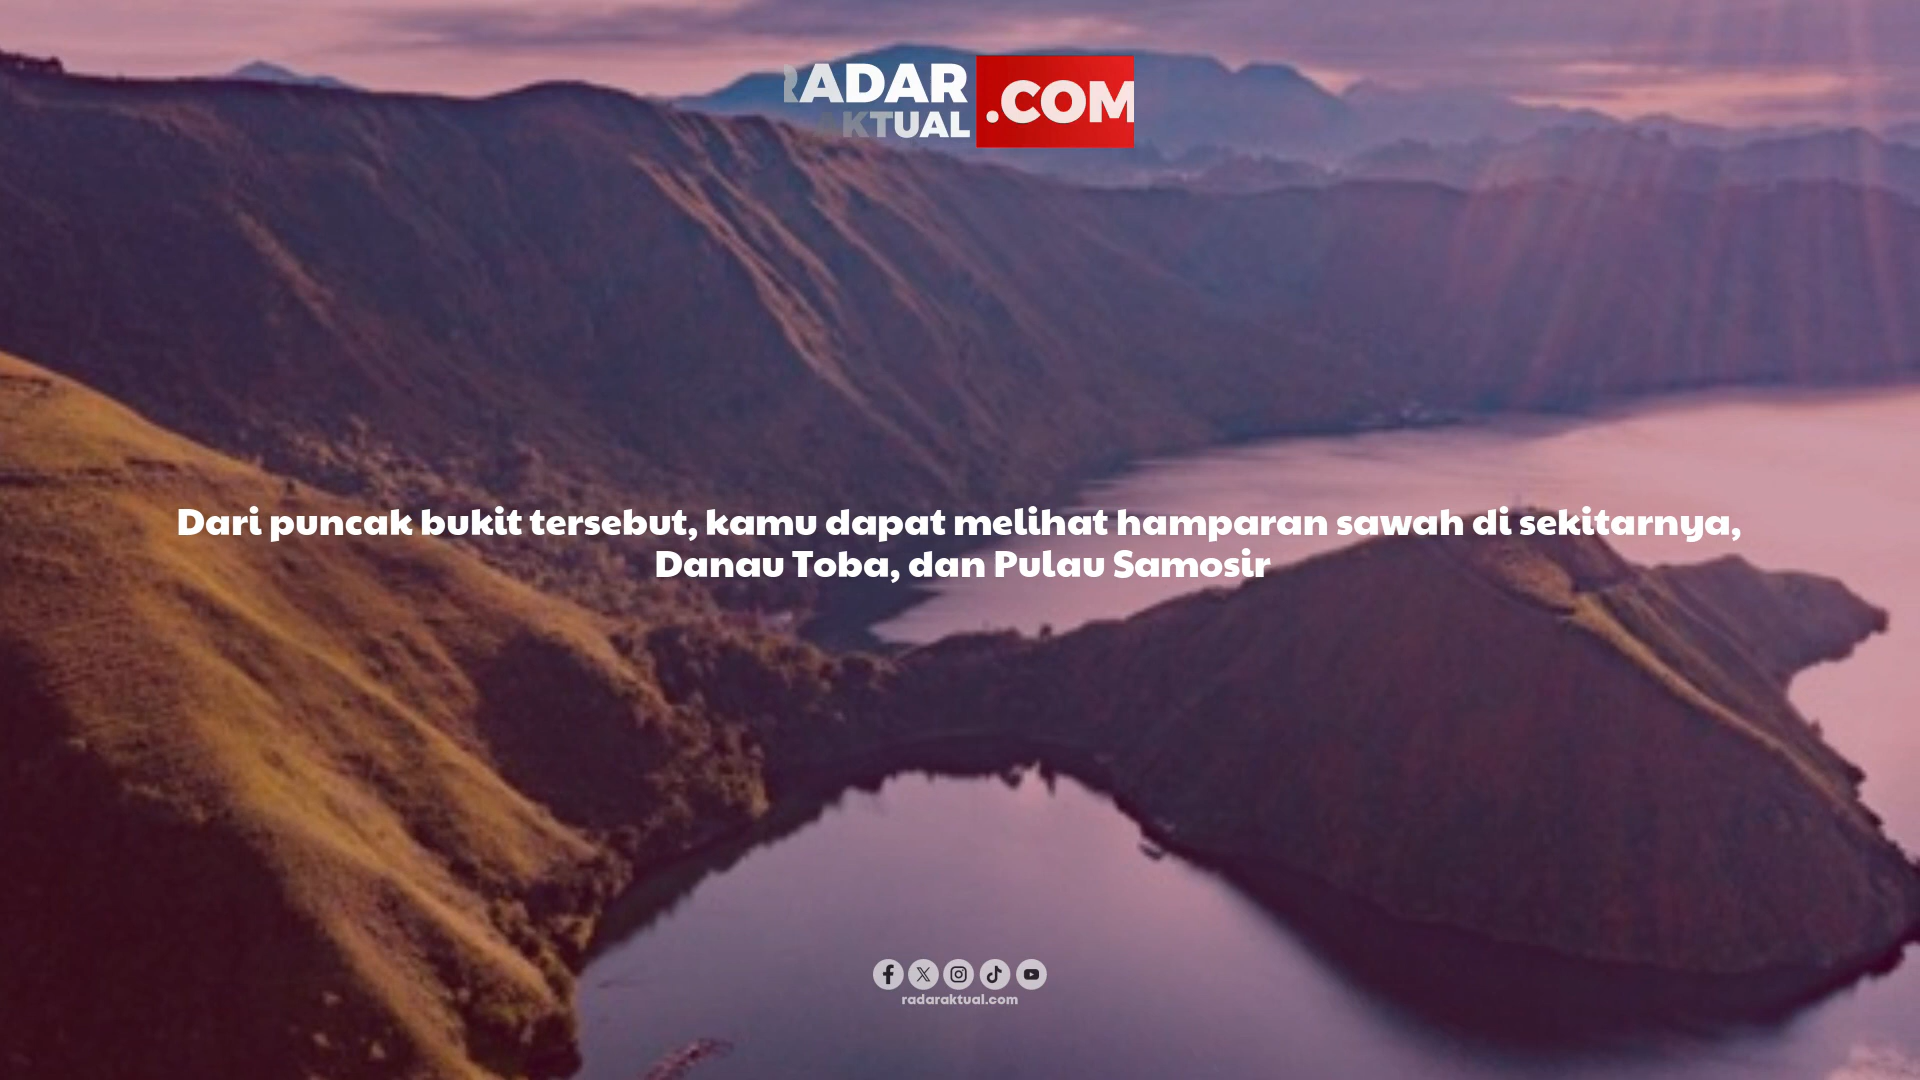 RADAR
AKTUAL
.COM
Dari puncak bukit tersebut, kamu dapat melihat hamparan sawah di sekitarnya,
Danau Toba, dan Pulau Samosir
radaraktual.com